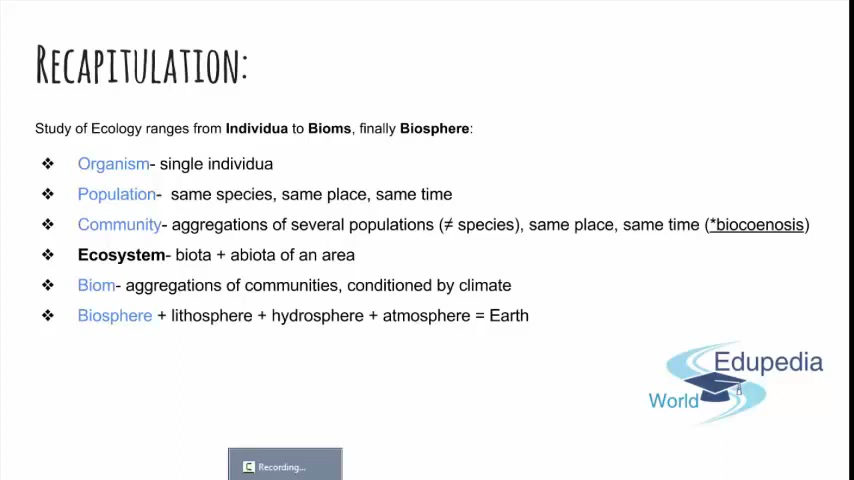 Recapitulation:
Study of Ecology ranges from Individua to Bioms, finally Biosphere:
❖ Organism- single individua
❖ Population- same species, same place, same time
❖ Community- aggregations of several populations (≠ species), same place, same time (*biocoenosis)
❖ Ecosystem- biota + abiota of an area
❖ Biom- aggregations of communities, conditioned by climate
❖ Biosphere + lithosphere + hydrosphere + atmosphere = Earth
Edupedia
World
C Recording...